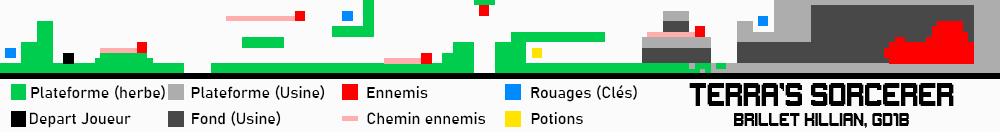 Plateforme (herbe) Plateforme (Usine) Ennemis Rouages (Clés)
Depart Joueur Fond (Usine) Chemin ennemis Potions
TERRA'S SORCERER
BRILLET KILLIAN, GD1B